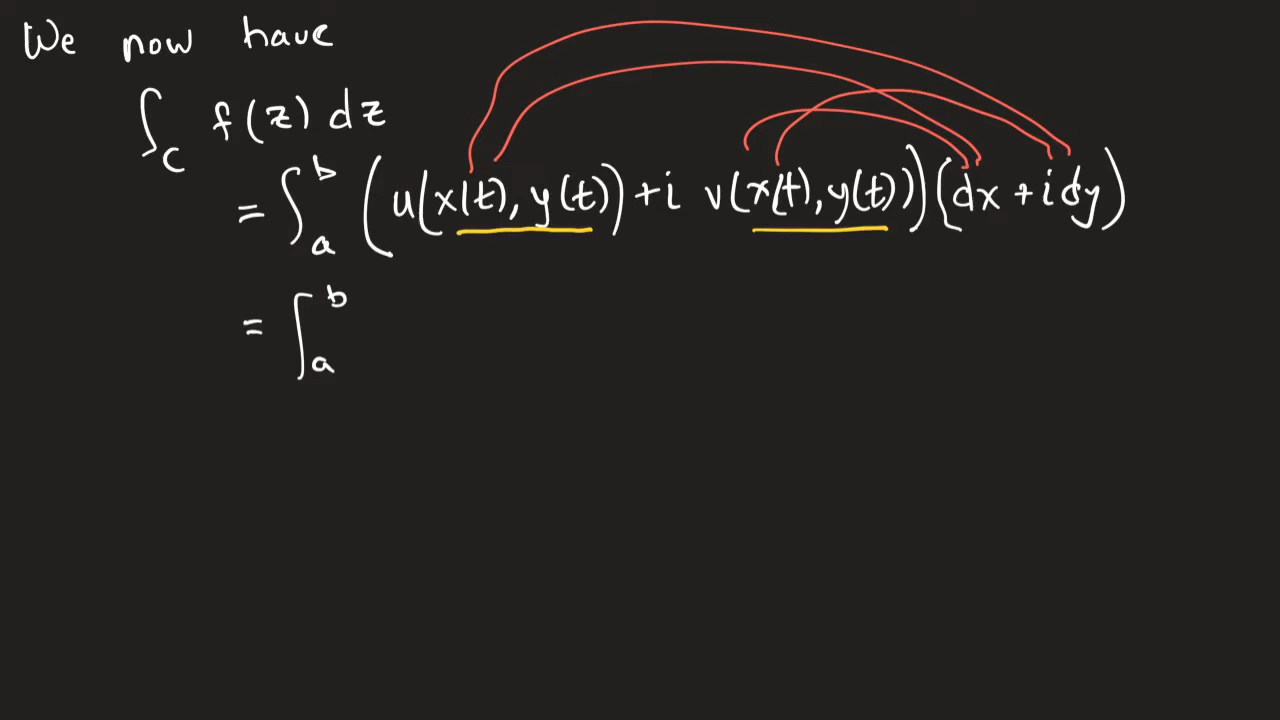 We now have
∫_C f(z) dz
= ∫_a^b (u(x(t), y(t)) + i v(x(t), y(t)))(dx + i dy)
= ∫_a^b